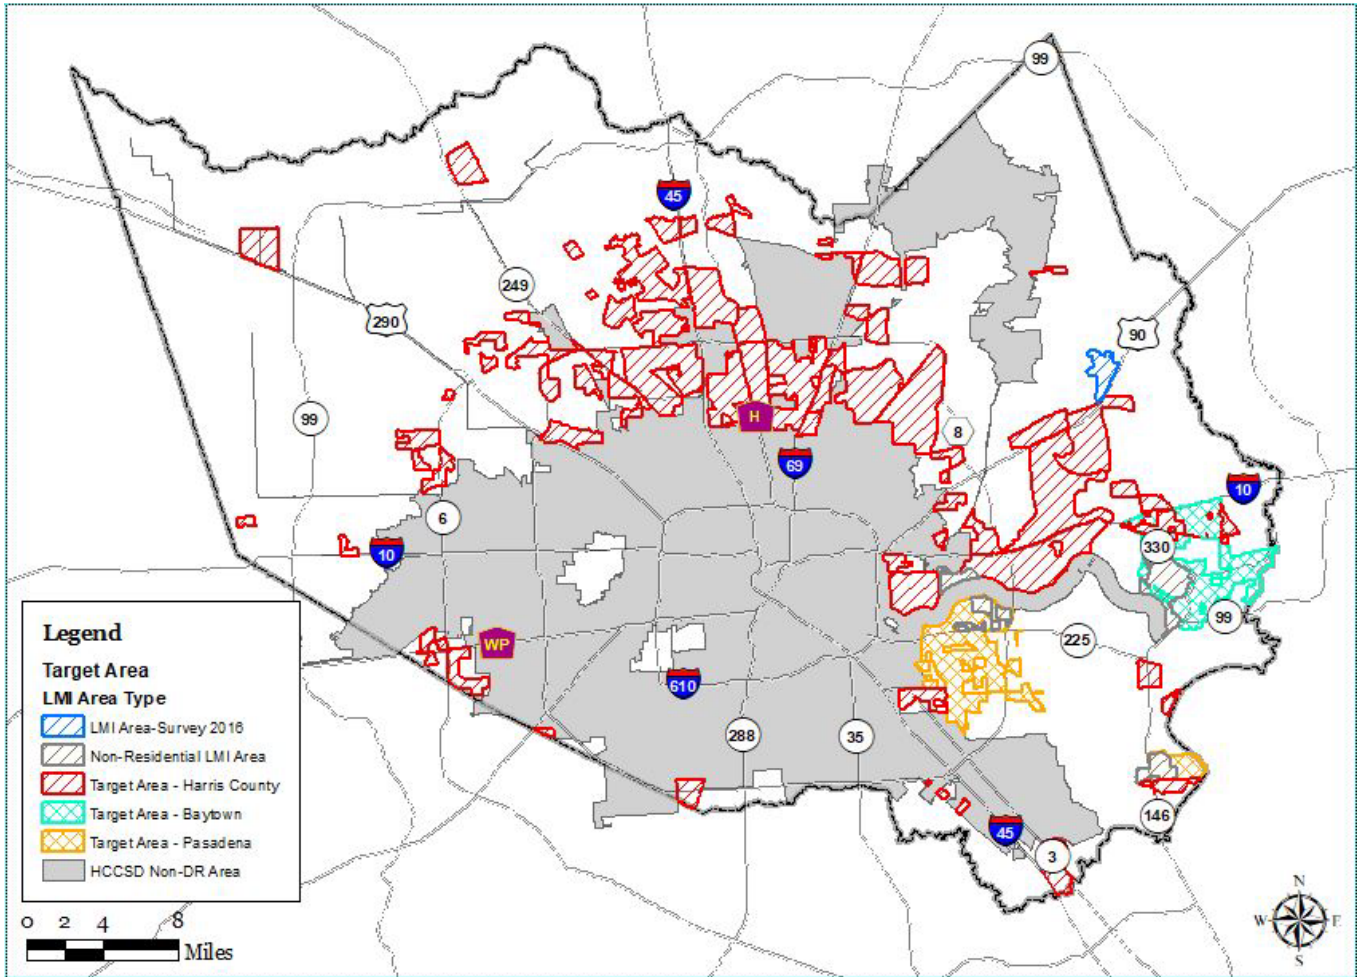 99
45
249
290
90
99
H
8
69
10
6
10
330
99
WP
225
610
288
35
146
45
3
Legend
Target Area
LMI Area Type
LMI Area-Survey 2016
Non-Residential LMI Area
Target Area - Harris County
Target Area - Baytown
Target Area - Pasadena
HCCSD Non-DR Area
0 2 4 8
Miles
N
W E
S